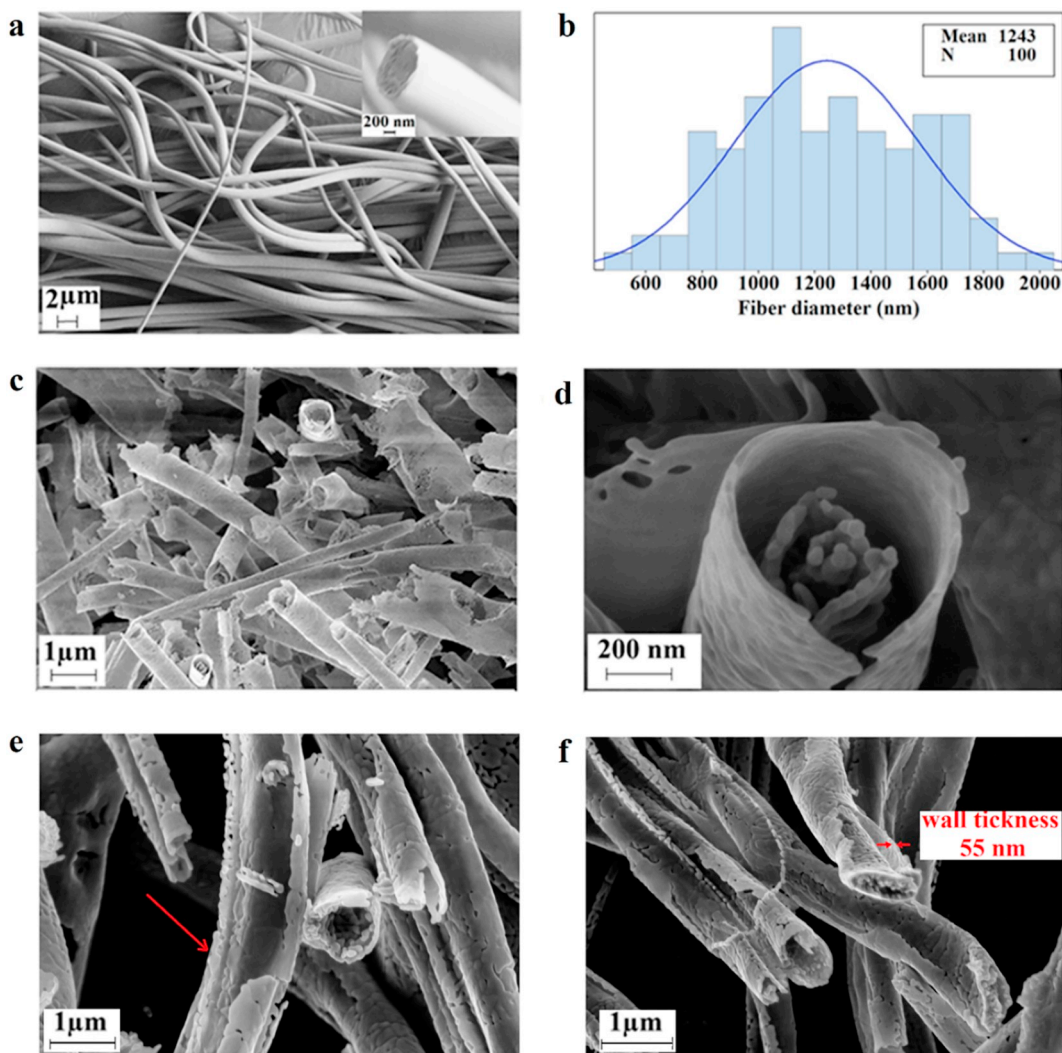 a
200 nm
2µm
b
Mean 1243
N 100
600 800 1000 1200 1400 1600 1800 2000
Fiber diameter (nm)
c
1µm
d
200 nm
e
1µm
f
wall tickness
55 nm
1µm